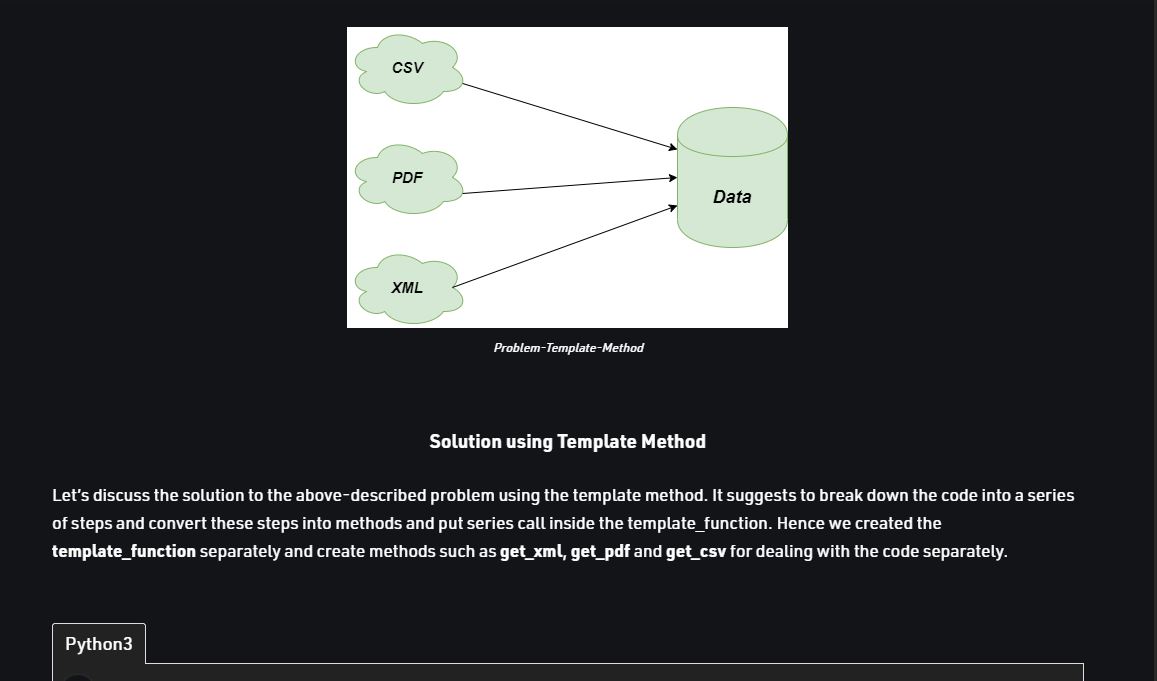 CSV
PDF
Data
XML
Problem-Template-Method
Solution using Template Method
Let's discuss the solution to the above-described problem using the template method. It suggests to break down the code into a series
of steps and convert these steps into methods and put series call inside the template_function. Hence we created the
template_function separately and create methods such as get_xml, get_pdf and get_csv for dealing with the code separately.
Python3